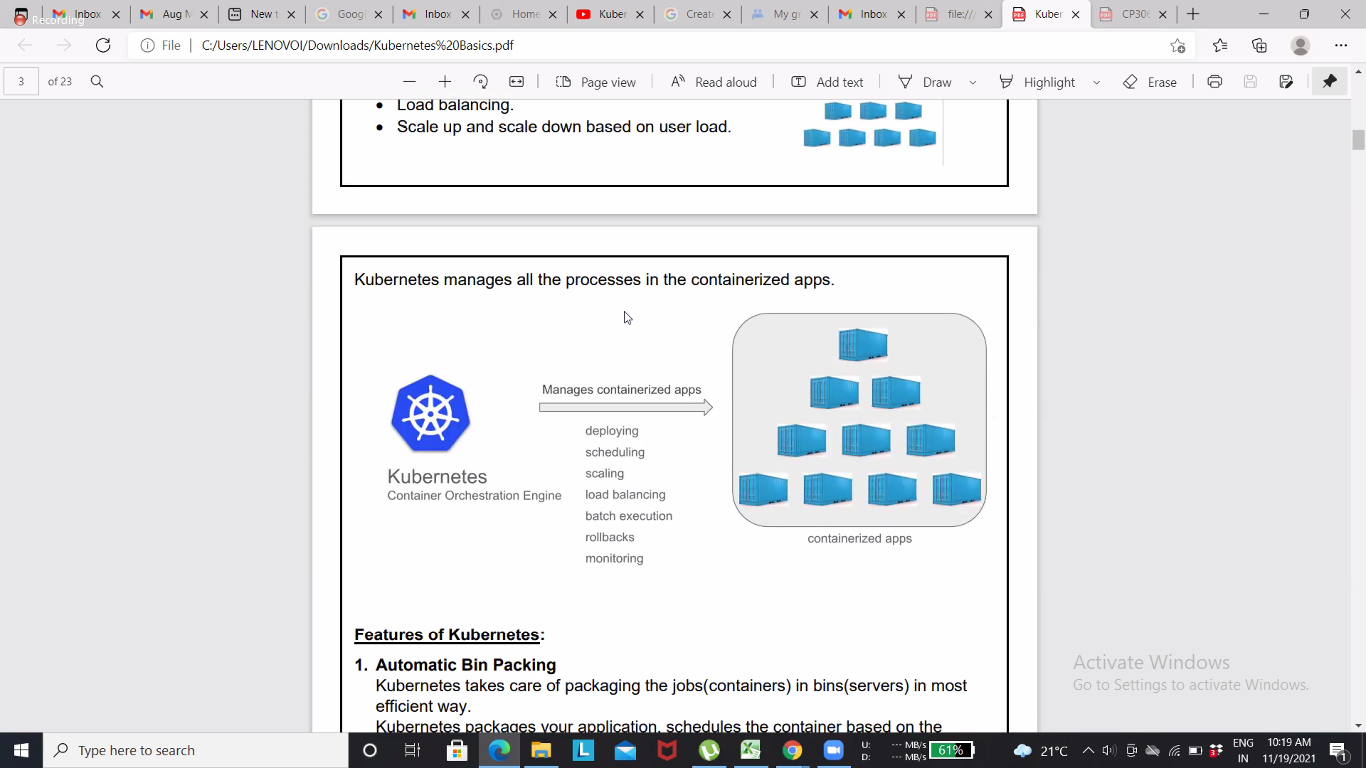 Recording
Inbox
Aug M
New t
Googl
Inbox
Home
Kuber
Create
My gr
Inbox
file:///
Kuber
CP306
File
C:/Users/LENOVOI/Downloads/Kubernetes%20Basics.pdf
3 of 23
Page view
Read aloud
Add text
Draw
Highlight
Erase
• Load balancing.
• Scale up and scale down based on user load.
Kubernetes manages all the processes in the containerized apps.
Manages containerized apps
deploying
scheduling
scaling
load balancing
batch execution
rollbacks
monitoring
Kubernetes
Container Orchestration Engine
containerized apps
Features of Kubernetes:
1. Automatic Bin Packing
Kubernetes takes care of packaging the jobs(containers) in bins(servers) in most
efficient way.
Kubernetes packages your application, schedules the container based on the
Activate Windows
Go to Settings to activate Windows.
Type here to search
U: --- MB/s
D: --- MB/s
61%
21°C
ENG
IN
10:19 AM
11/19/2021